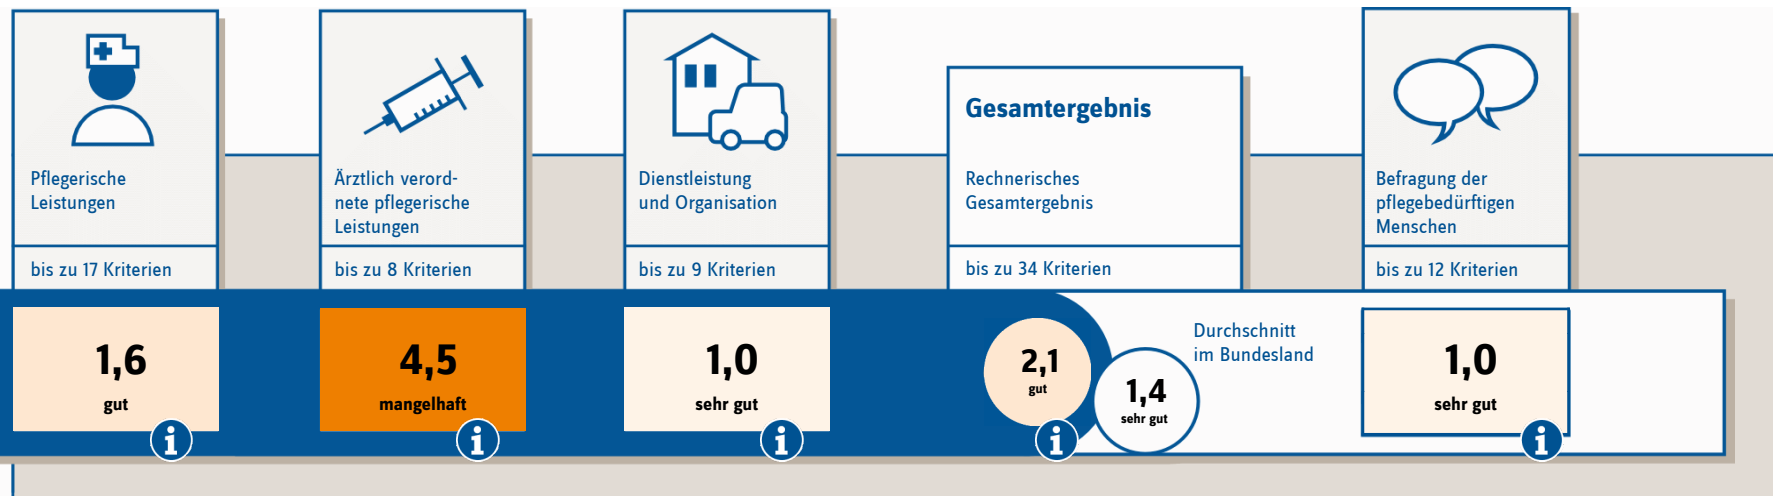 Pflegerische
Leistungen
bis zu 17 Kriterien
1,6
gut
i
Ärztlich verord-
nete pflegerische
Leistungen
bis zu 8 Kriterien
4,5
mangelhaft
i
Dienstleistung
und Organisation
bis zu 9 Kriterien
1,0
sehr gut
i
Gesamtergebnis
Rechnerisches
Gesamtergebnis
bis zu 34 Kriterien
2,1
gut
i
1,4
sehr gut
Durchschnitt
im Bundesland
Befragung der
pflegebedürftigen
Menschen
bis zu 12 Kriterien
1,0
sehr gut
i